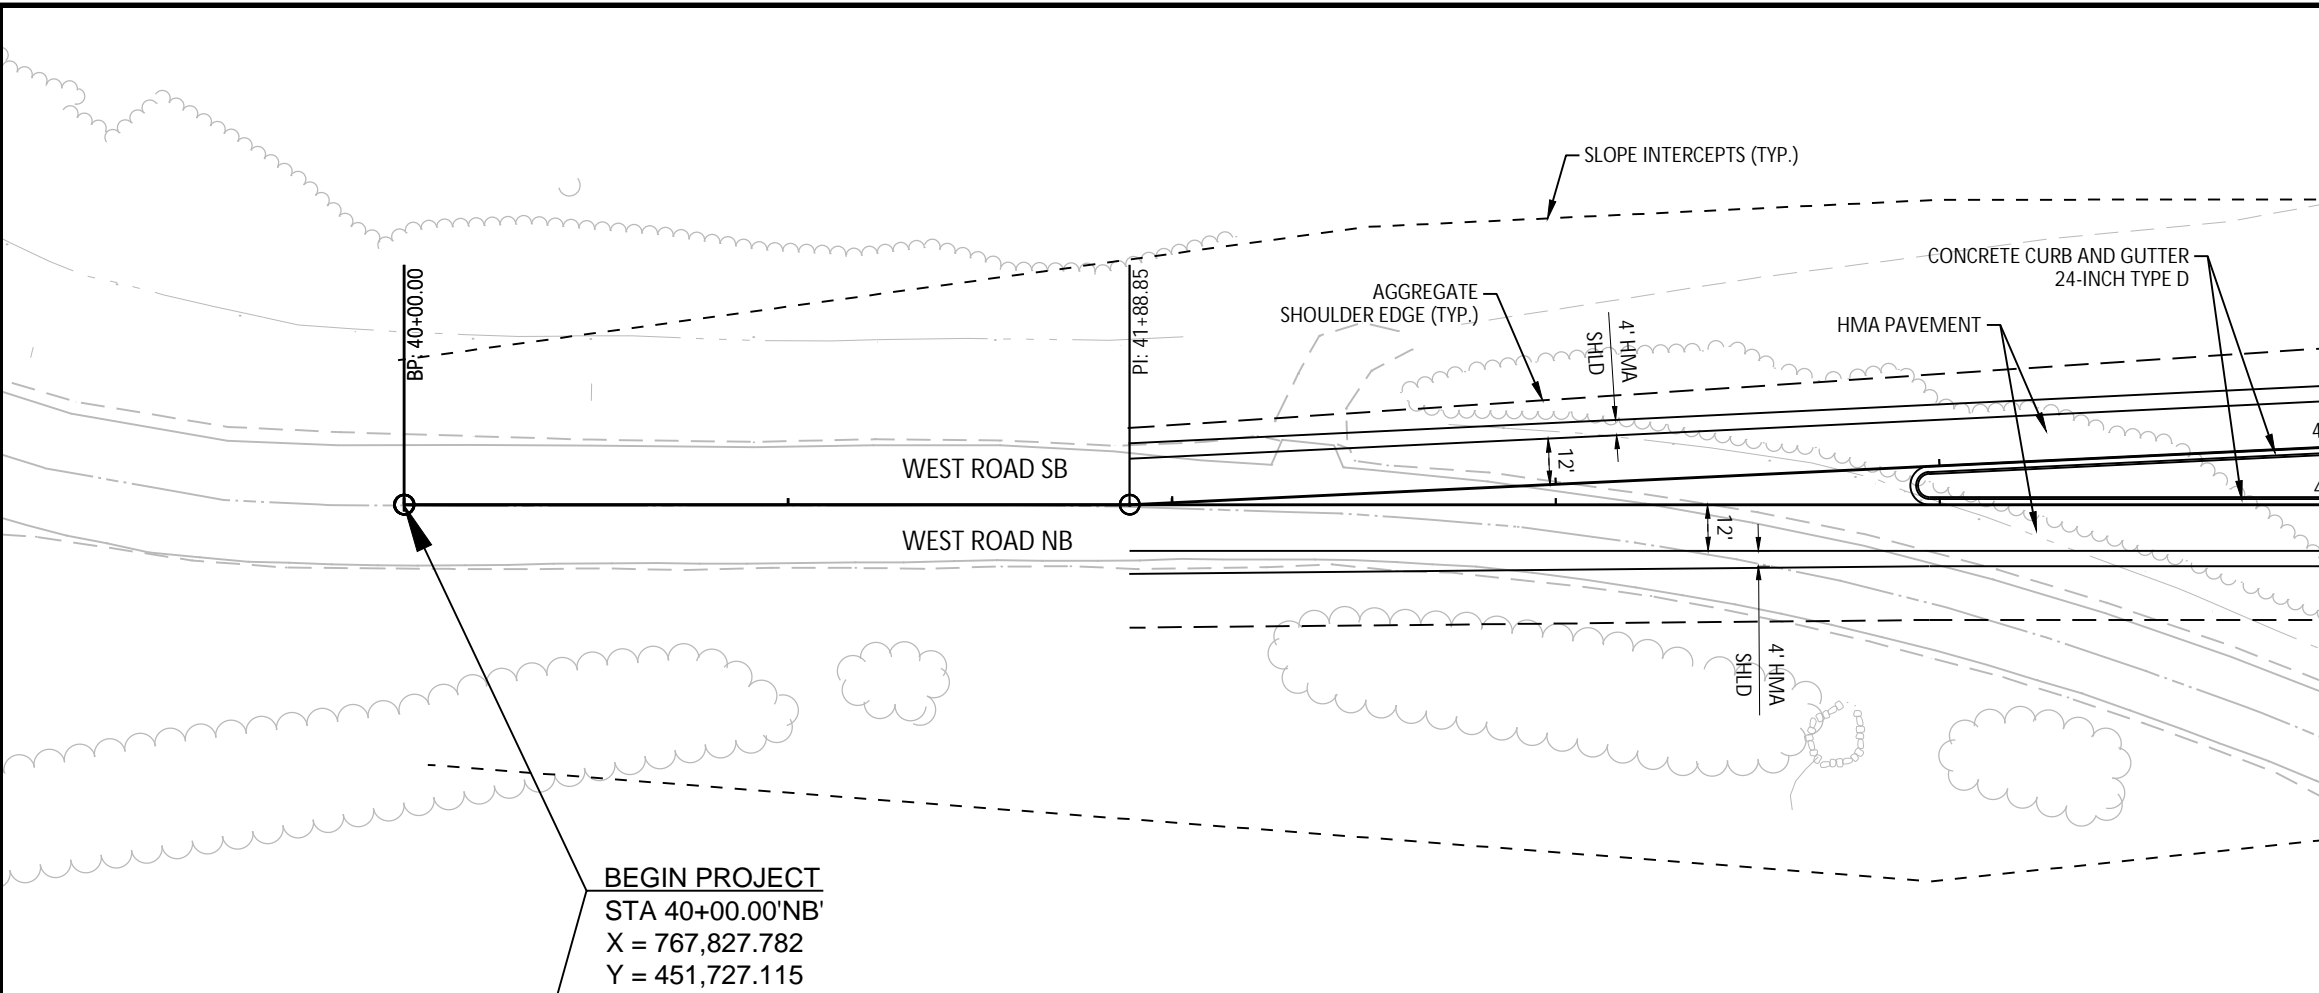 SLOPE INTERCEPTS (TYP.)
CONCRETE CURB AND GUTTER
24-INCH TYPE D
BP: 40+00.00
PI: 41+88.85
AGGREGATE
SHOULDER EDGE (TYP.)
4' HMA
SHLD
HMA PAVEMENT
WEST ROAD SB
12'
4
4
WEST ROAD NB
12'
4' HMA
SHLD
BEGIN PROJECT
STA 40+00.00'NB'
X = 767,827.782
Y = 451,727.115